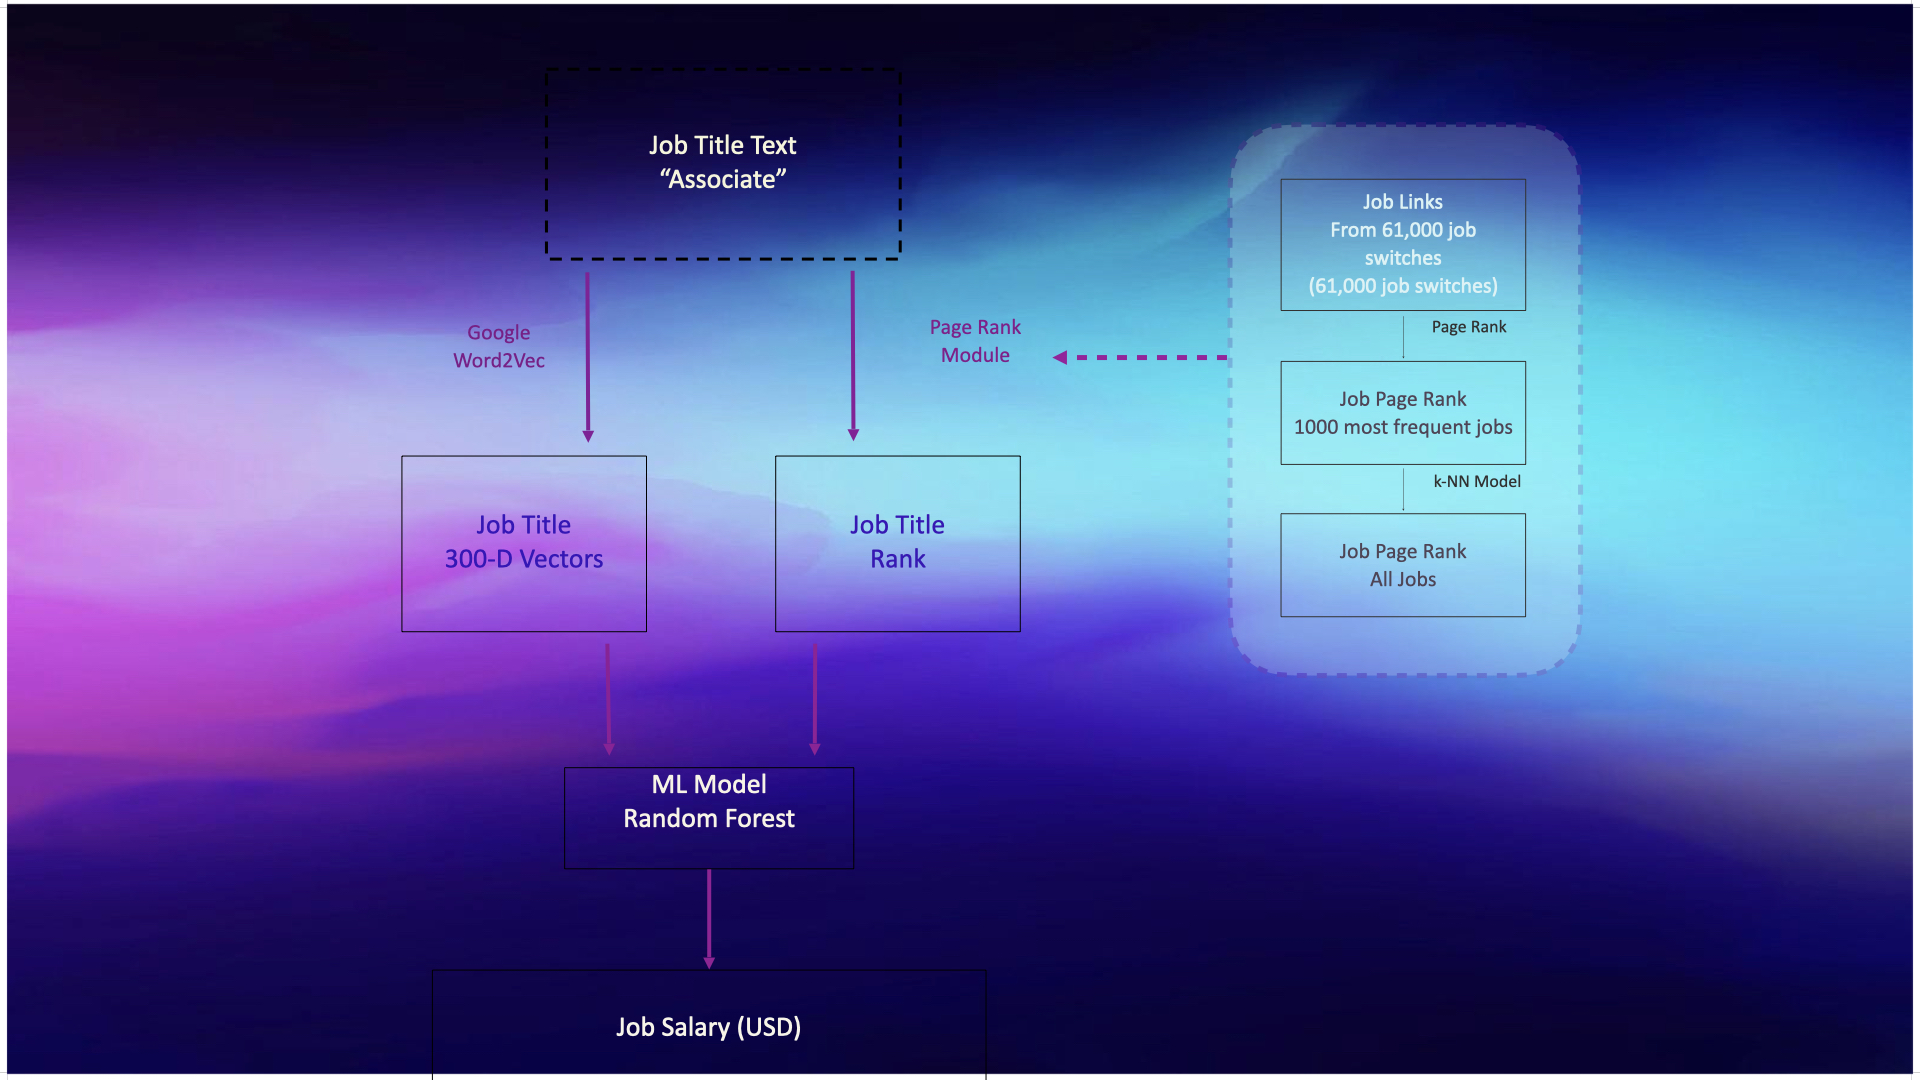 Job Title Text
“Associate”
Google
Word2Vec
Page Rank
Module
Job Title
300-D Vectors
Job Title
Rank
ML Model
Random Forest
Job Salary (USD)
Job Links
From 61,000 job
switches
(61,000 job switches)
Page Rank
Job Page Rank
1000 most frequent jobs
k-NN Model
Job Page Rank
All Jobs